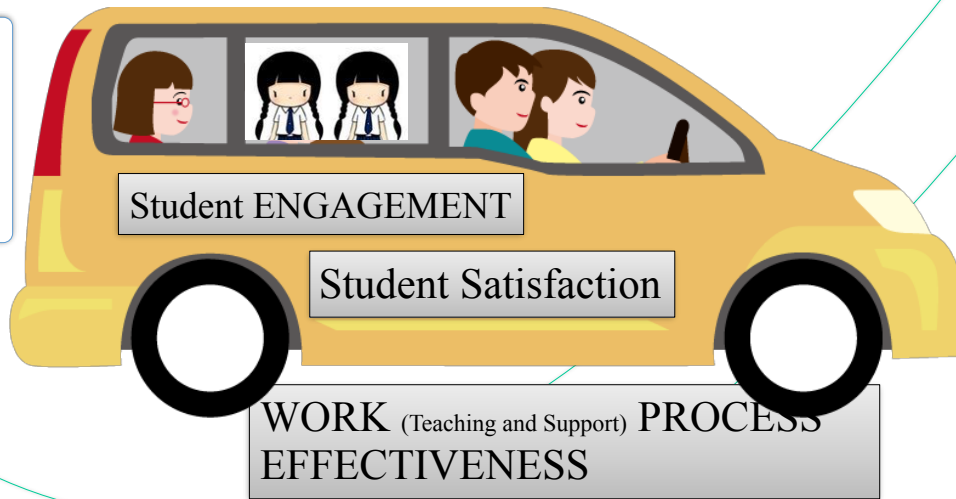 Student ENGAGEMENT
Student Satisfaction
WORK (Teaching and Support) PROCESS
EFFECTIVENESS